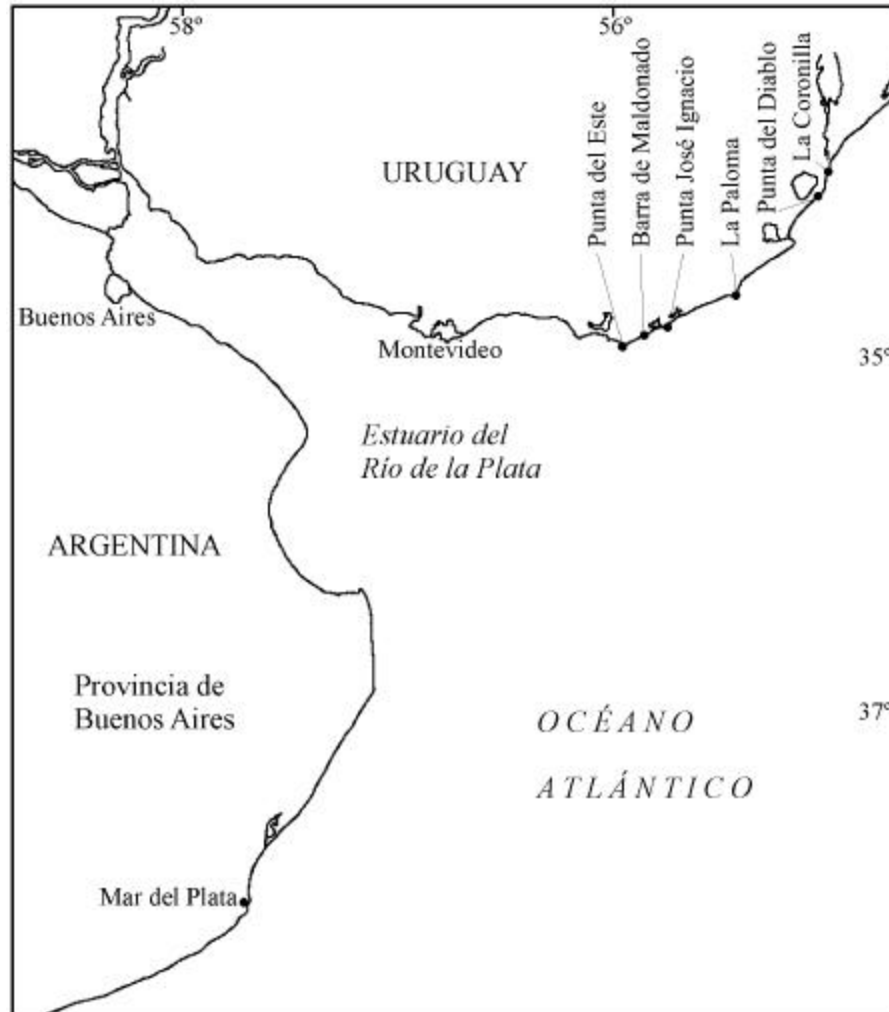 58º
56º
Punta del Este
Barra de Maldonado
Punta José Ignacio
La Paloma
Punta del Diablo
La Coronilla
URUGUAY
Buenos Aires
Montevideo
35º
Estuario del
Río de la Plata
ARGENTINA
Provincia de
Buenos Aires
OCÉANO
37º
ATLÁNTICO
Mar del Plata